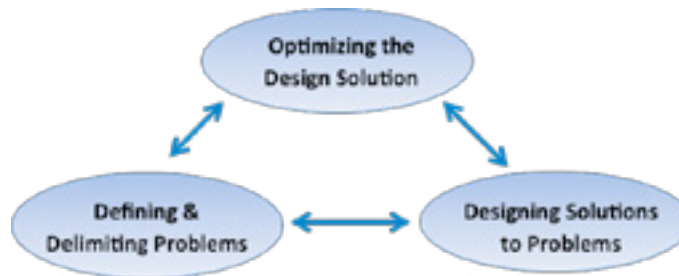 Optimizing the
Design Solution
Defining &
Delimiting Problems
Designing Solutions
to Problems